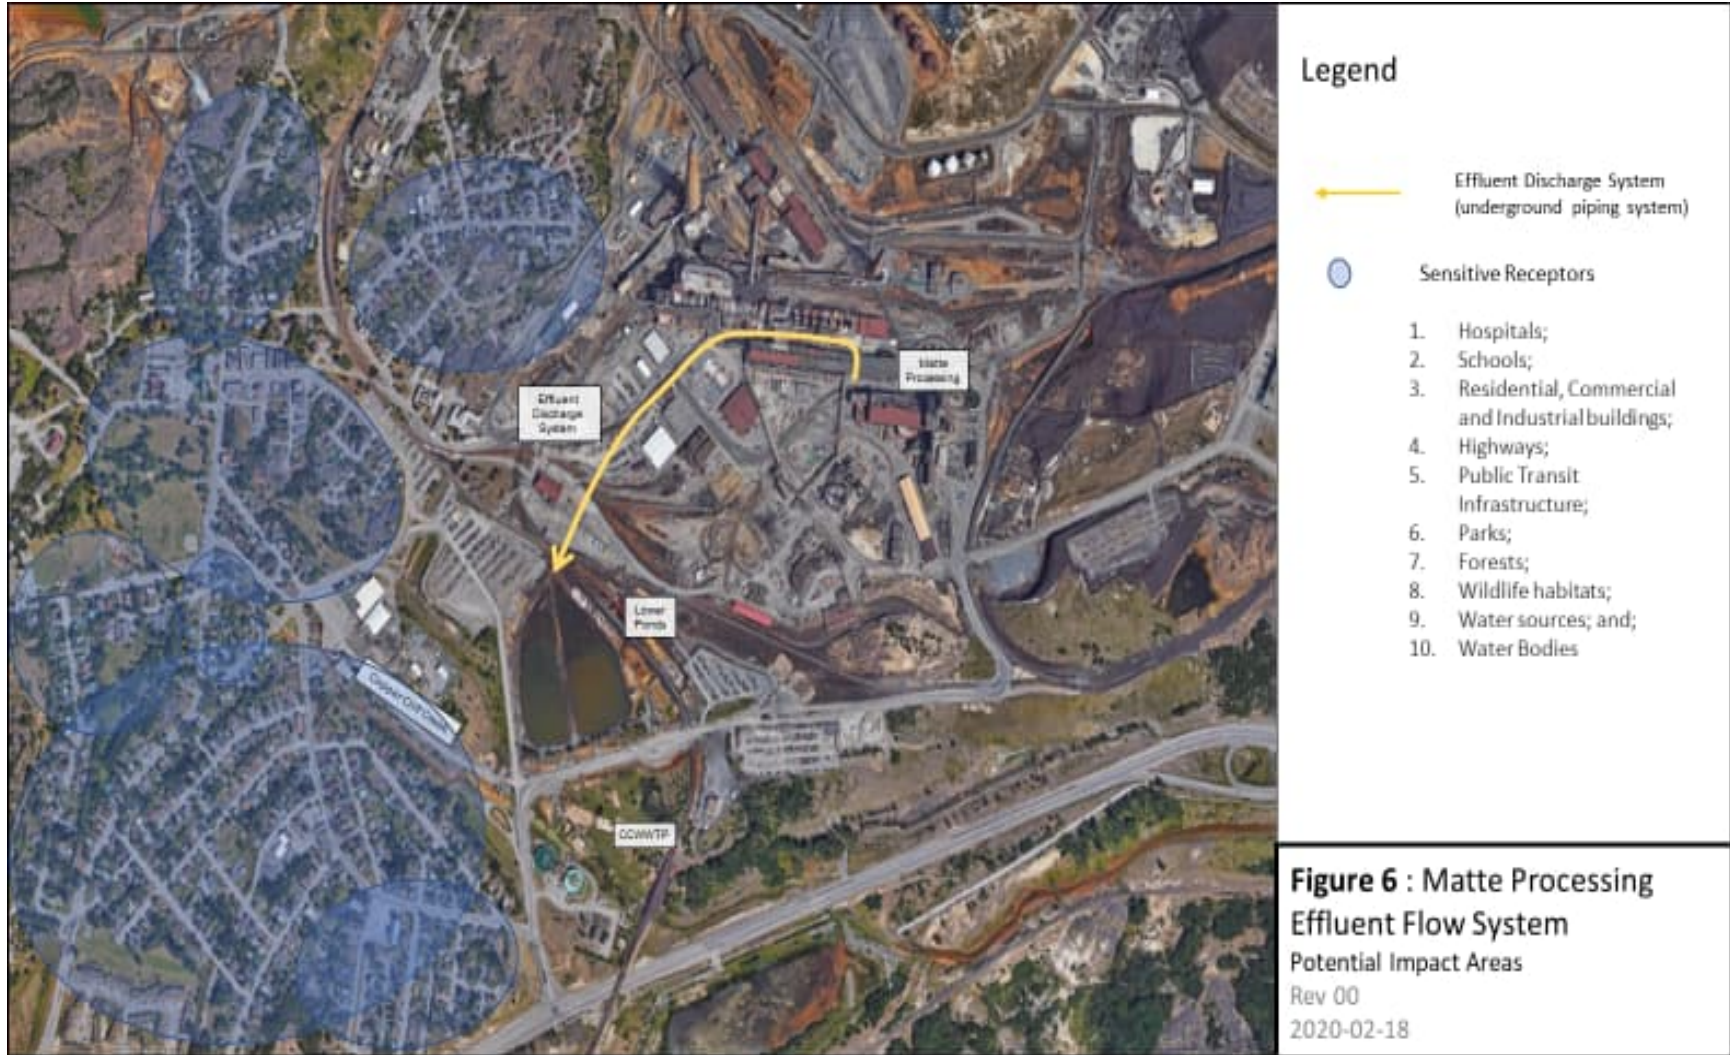 Legend
Effluent Discharge System
(underground piping system)
Sensitive Receptors
1. Hospitals;
2. Schools;
3. Residential, Commercial
and Industrial buildings;
4. Highways;
5. Public Transit
Infrastructure;
6. Parks;
7. Forests;
8. Wildlife habitats;
9. Water sources; and;
10. Water Bodies
Matte
Processing
Effluent
Discharge
System
Lower
Ponds
Copper Cliff Creek
CCWWTP
Figure 6 : Matte Processing
Effluent Flow System
Potential Impact Areas
Rev 00
2020-02-18